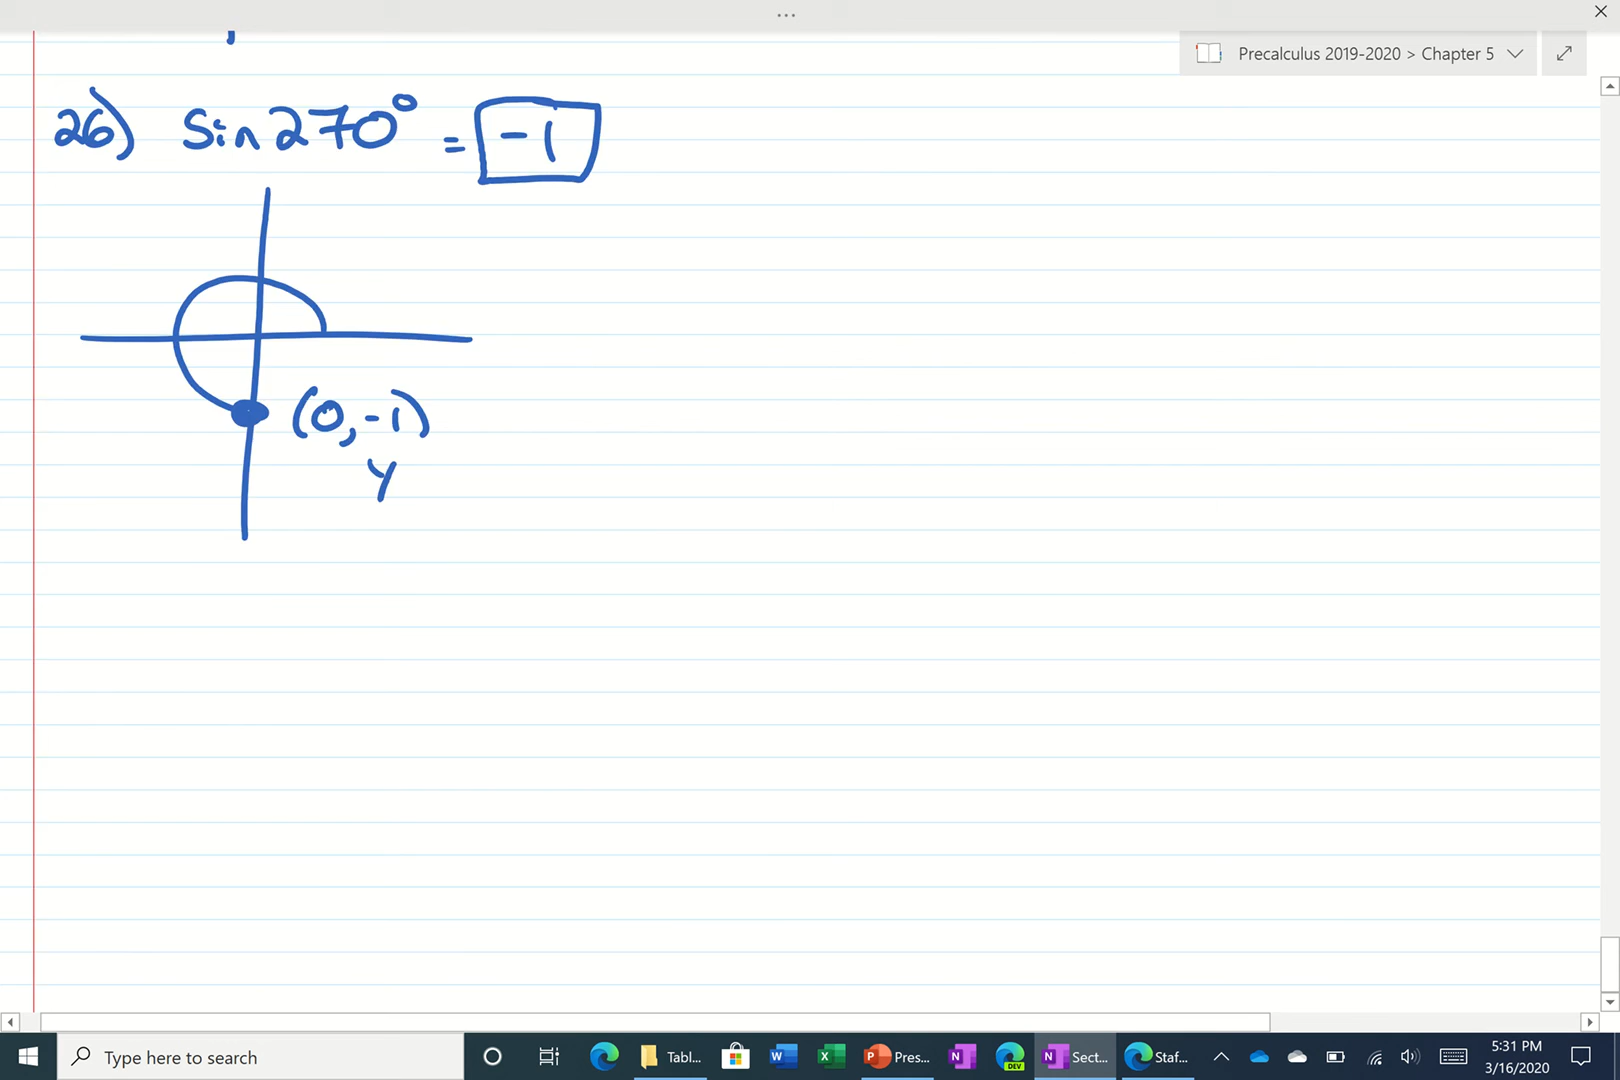 ...
Precalculus 2019-2020 > Chapter 5
26) sin 270° = -1
(0, -1)
y
Type here to search
Tabl...
Pres...
DEV
Sect...
Staf...
5:31 PM
3/16/2020